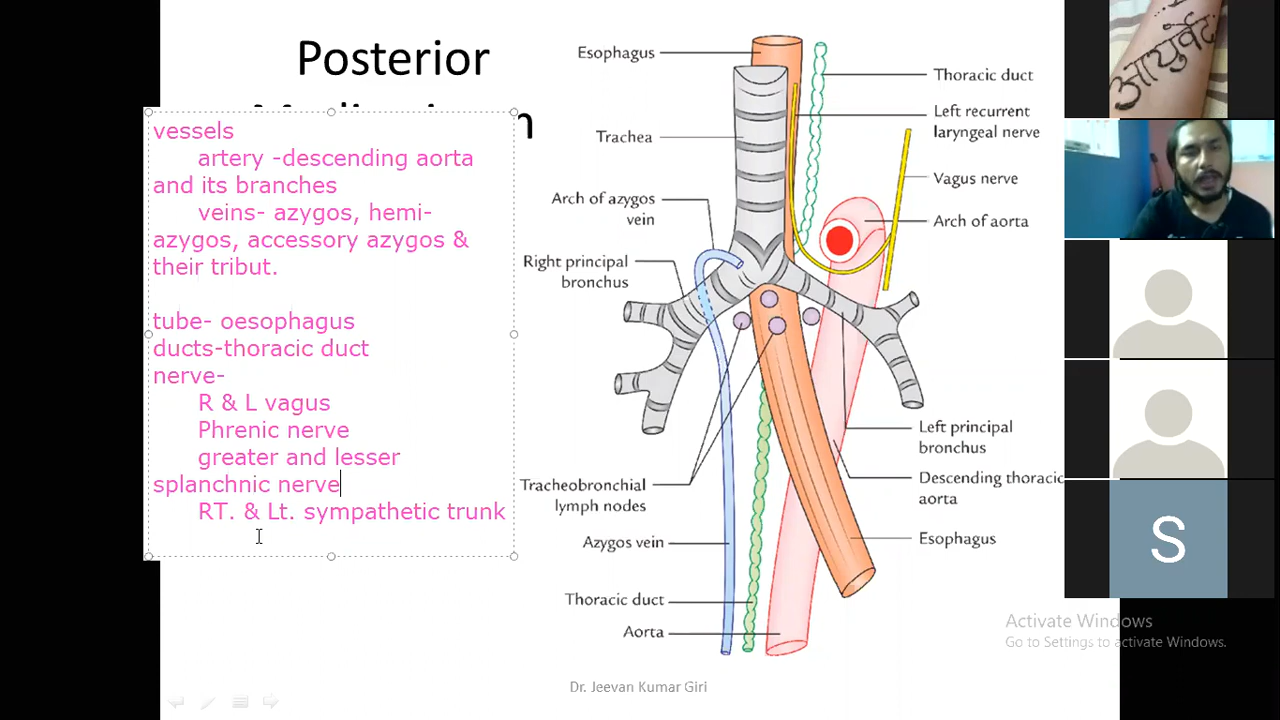 Posterior
vessels
artery -descending aorta
and its branches
veins- azygos, hemi-
azygos, accessory azygos &
their tribut.
tube- oesophagus
ducts-thoracic duct
nerve-
R & L vagus
Phrenic nerve
greater and lesser
splanchnic nerve
RT. & Lt. sympathetic trunk
Esophagus
Trachea
Arch of azygos
vein
Right principal
bronchus
Tracheobronchial
lymph nodes
Azygos vein
Thoracic duct
Aorta
Thoracic duct
Left recurrent
laryngeal nerve
Vagus nerve
Arch of aorta
Left principal
bronchus
Descending thoracic
aorta
Esophagus
Dr. Jeevan Kumar Giri
आयुर्वेद
S
Activate Windows
Go to Settings to activate Windows.